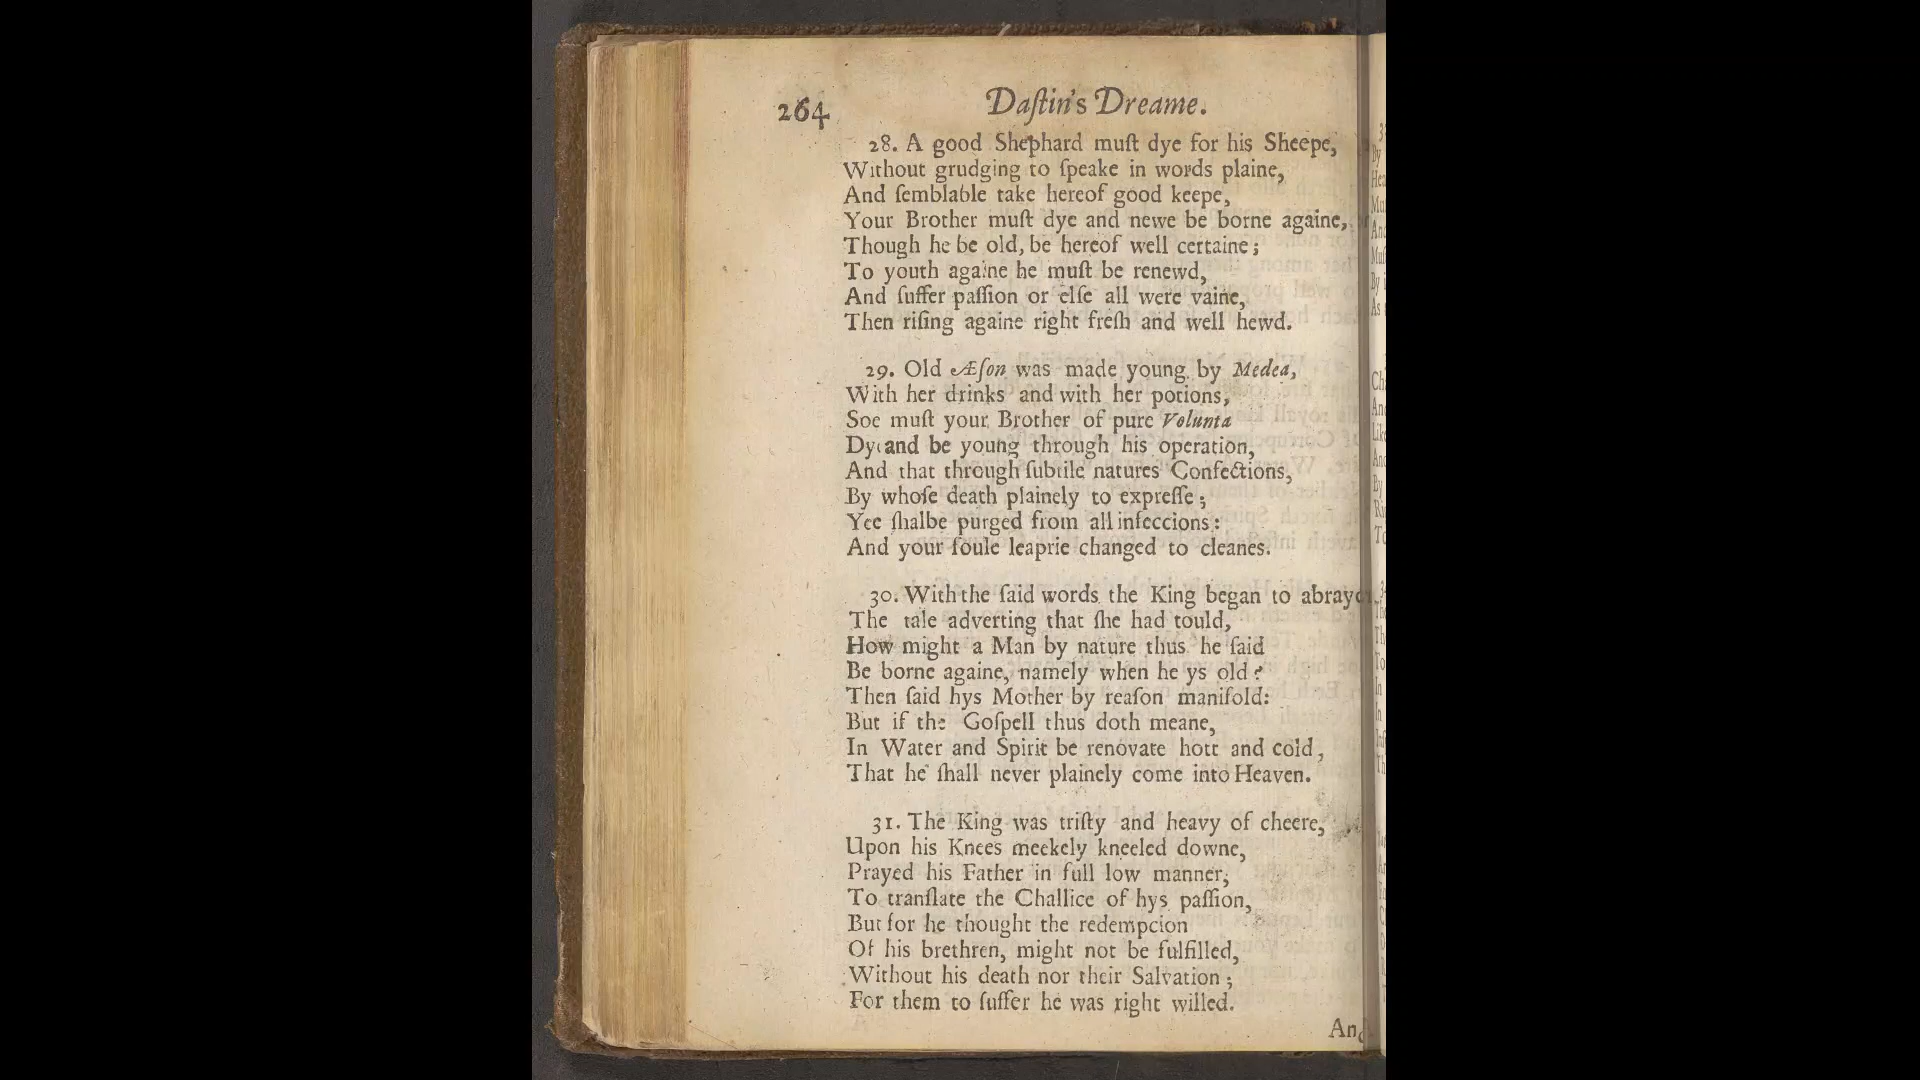 264
Daſtin's Dreame.
28. A good Shephard muſt dye for his Sheepe,
Without grudging to ſpeake in words plaine,
And ſemblable take hereof good keepe,
Your Brother muſt dye and newe be borne againe,
Though he be old, be hereof well certaine;
To youth againe he muſt be renewd,
And ſuffer paſſion or elſe all were vaine,
Then riſing againe right freſh and well hewd.
29. Old Æſon was made young by Medea,
With her drinks and with her potions,
Soe muſt your Brother of pure Volunta
Dye and be young through his operation,
And that through ſubtile natures Confections,
By whoſe death plainely to expreſſe;
Yee ſhalbe purged from all infeccions:
And your foule leaprie changed to cleanes.
30. With the ſaid words the King began to
The tale adverting that ſhe had tould,
How might a Man by nature thus he ſaid
Be borne againe, namely when he ys old?
Then ſaid hys Mother by reaſon manifold:
But if the Goſpell thus doth meane,
In Water and Spirit be renovate hott and cold,
That he ſhall never plainely come into Heaven.
31. The King was triſty and heavy of cheere,
Upon his Knees meekely kneeled downe,
Prayed his Father in full low manner,
To tranſlate the Challice of hys paſſion,
But for he thought the redempcion
Of his brethren, might not be fulfilled,
Without his death nor their Salvation;
For them to ſuffer he was right willed.
And